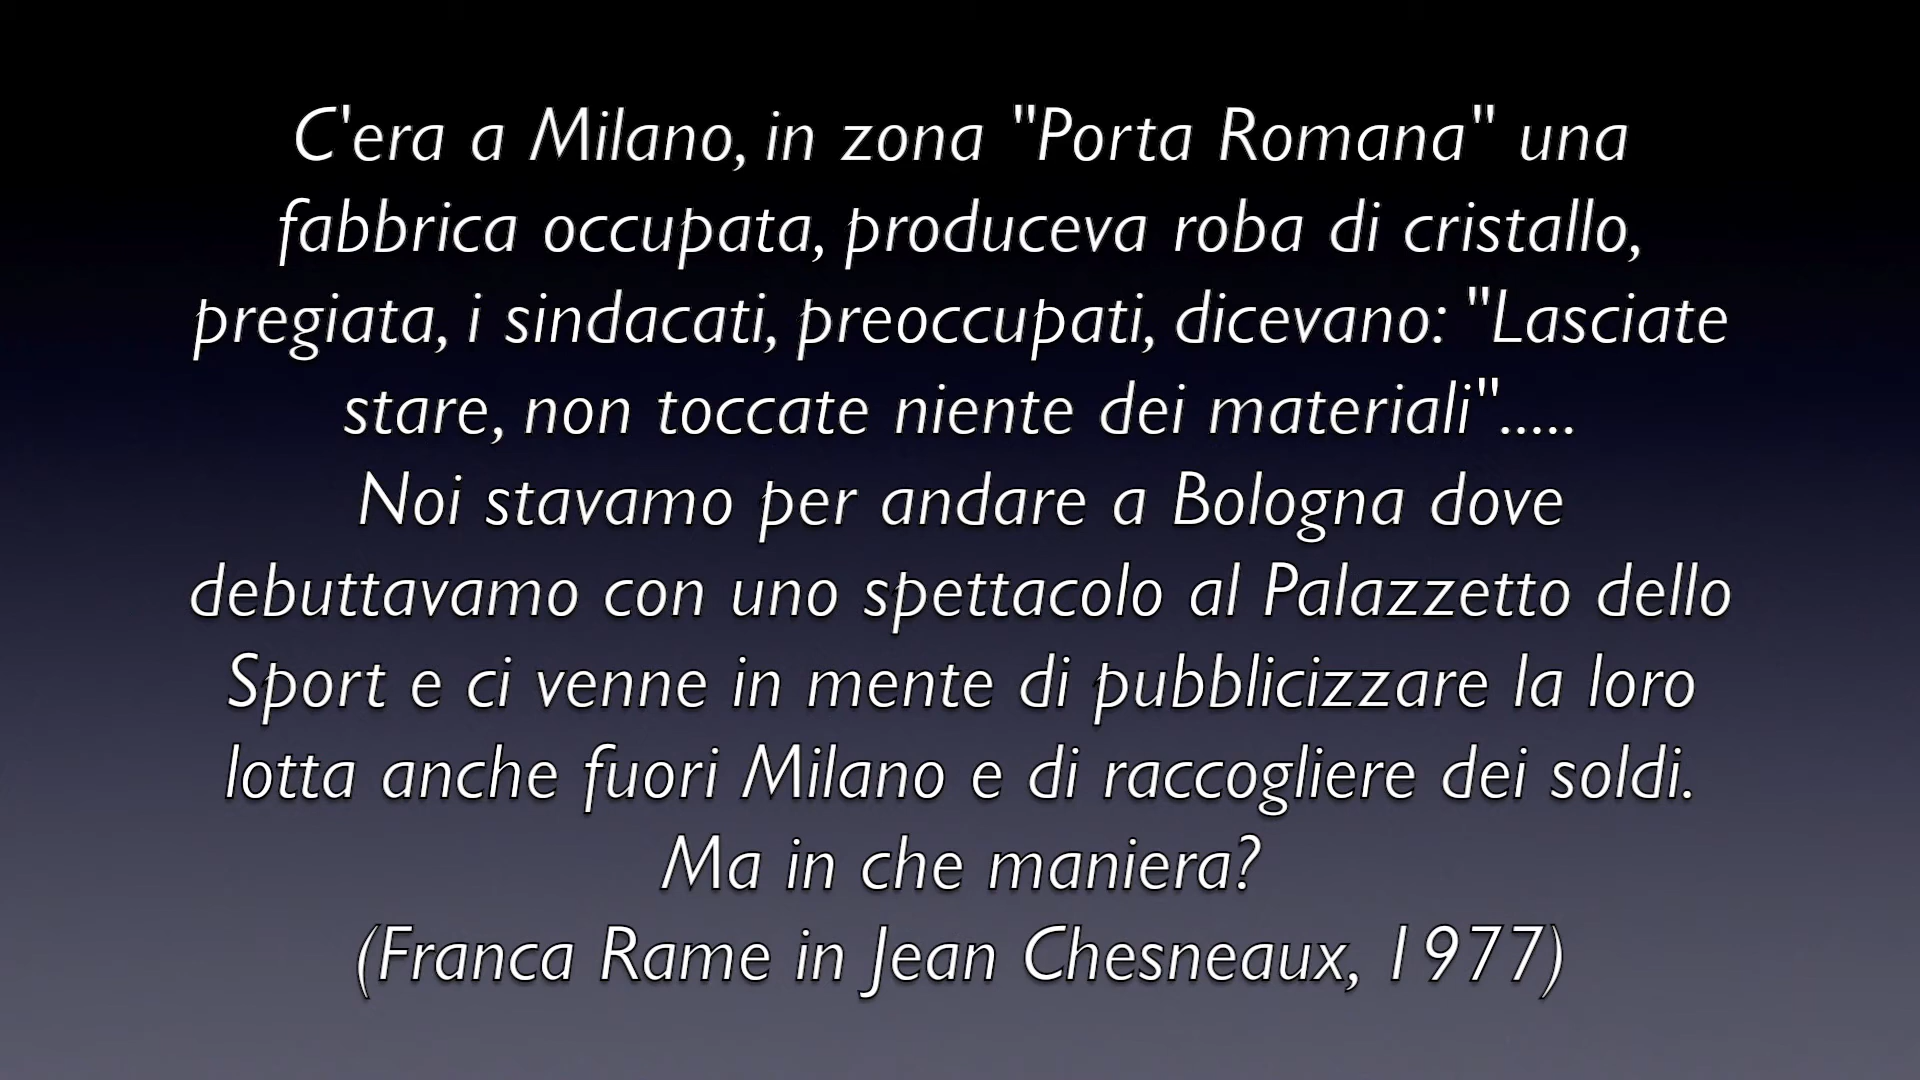 C'era a Milano, in zona "Porta Romana" una
fabbrica occupata, produceva roba di cristallo,
pregiata, i sindacati, preoccupati, dicevano: "Lasciate
stare, non toccate niente dei materiali".....
Noi stavamo per andare a Bologna dove
debuttavamo con uno spettacolo al Palazzetto dello
Sport e ci venne in mente di pubblicizzare la loro
lotta anche fuori Milano e di raccogliere dei soldi.
Ma in che maniera?
(Franca Rame in Jean Chesneaux, 1977)